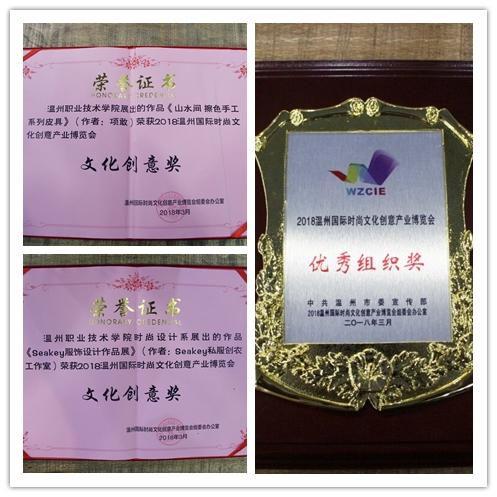 荣誉证书
HONORARY CREDENTIAL
温州职业技术学院展出的作品《山水间 擦色手工
系列皮具》（作者：项敢）荣获2018温州国际时尚文
化创意产业博览会
文化创意奖
温州国际时尚文化创意产业博览会组委会办公室
2018年3月
荣誉证书
HONORARY CREDENTIAL
温州职业技术学院时尚设计系展出的作品
《Seakey服饰设计作品展》（作者：Seakey私服创衣
工作室）荣获2018温州国际时尚文化创意产业博览会
文化创意奖
温州国际时尚文化创意产业博览会组委会办公室
2018年3月
WZCIE
2018温州国际时尚文化创意产业博览会
优秀组织奖
中共温州市委宣传部
2018温州国际时尚文化创意产业博览会组委会办公室
二〇一八年三月